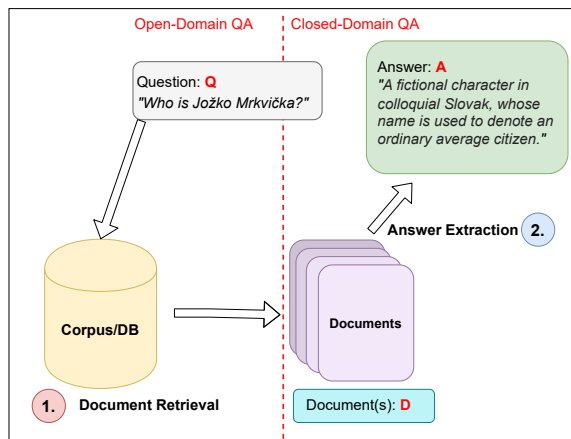 Open-Domain QA
Closed-Domain QA
Question: Q
"Who is Jožko Mrkvička?"
Answer: A
"A fictional character in
colloquial Slovak, whose
name is used to denote an
ordinary average citizen."
Answer Extraction
2.
Corpus/DB
Documents
1.
Document Retrieval
Document(s): D